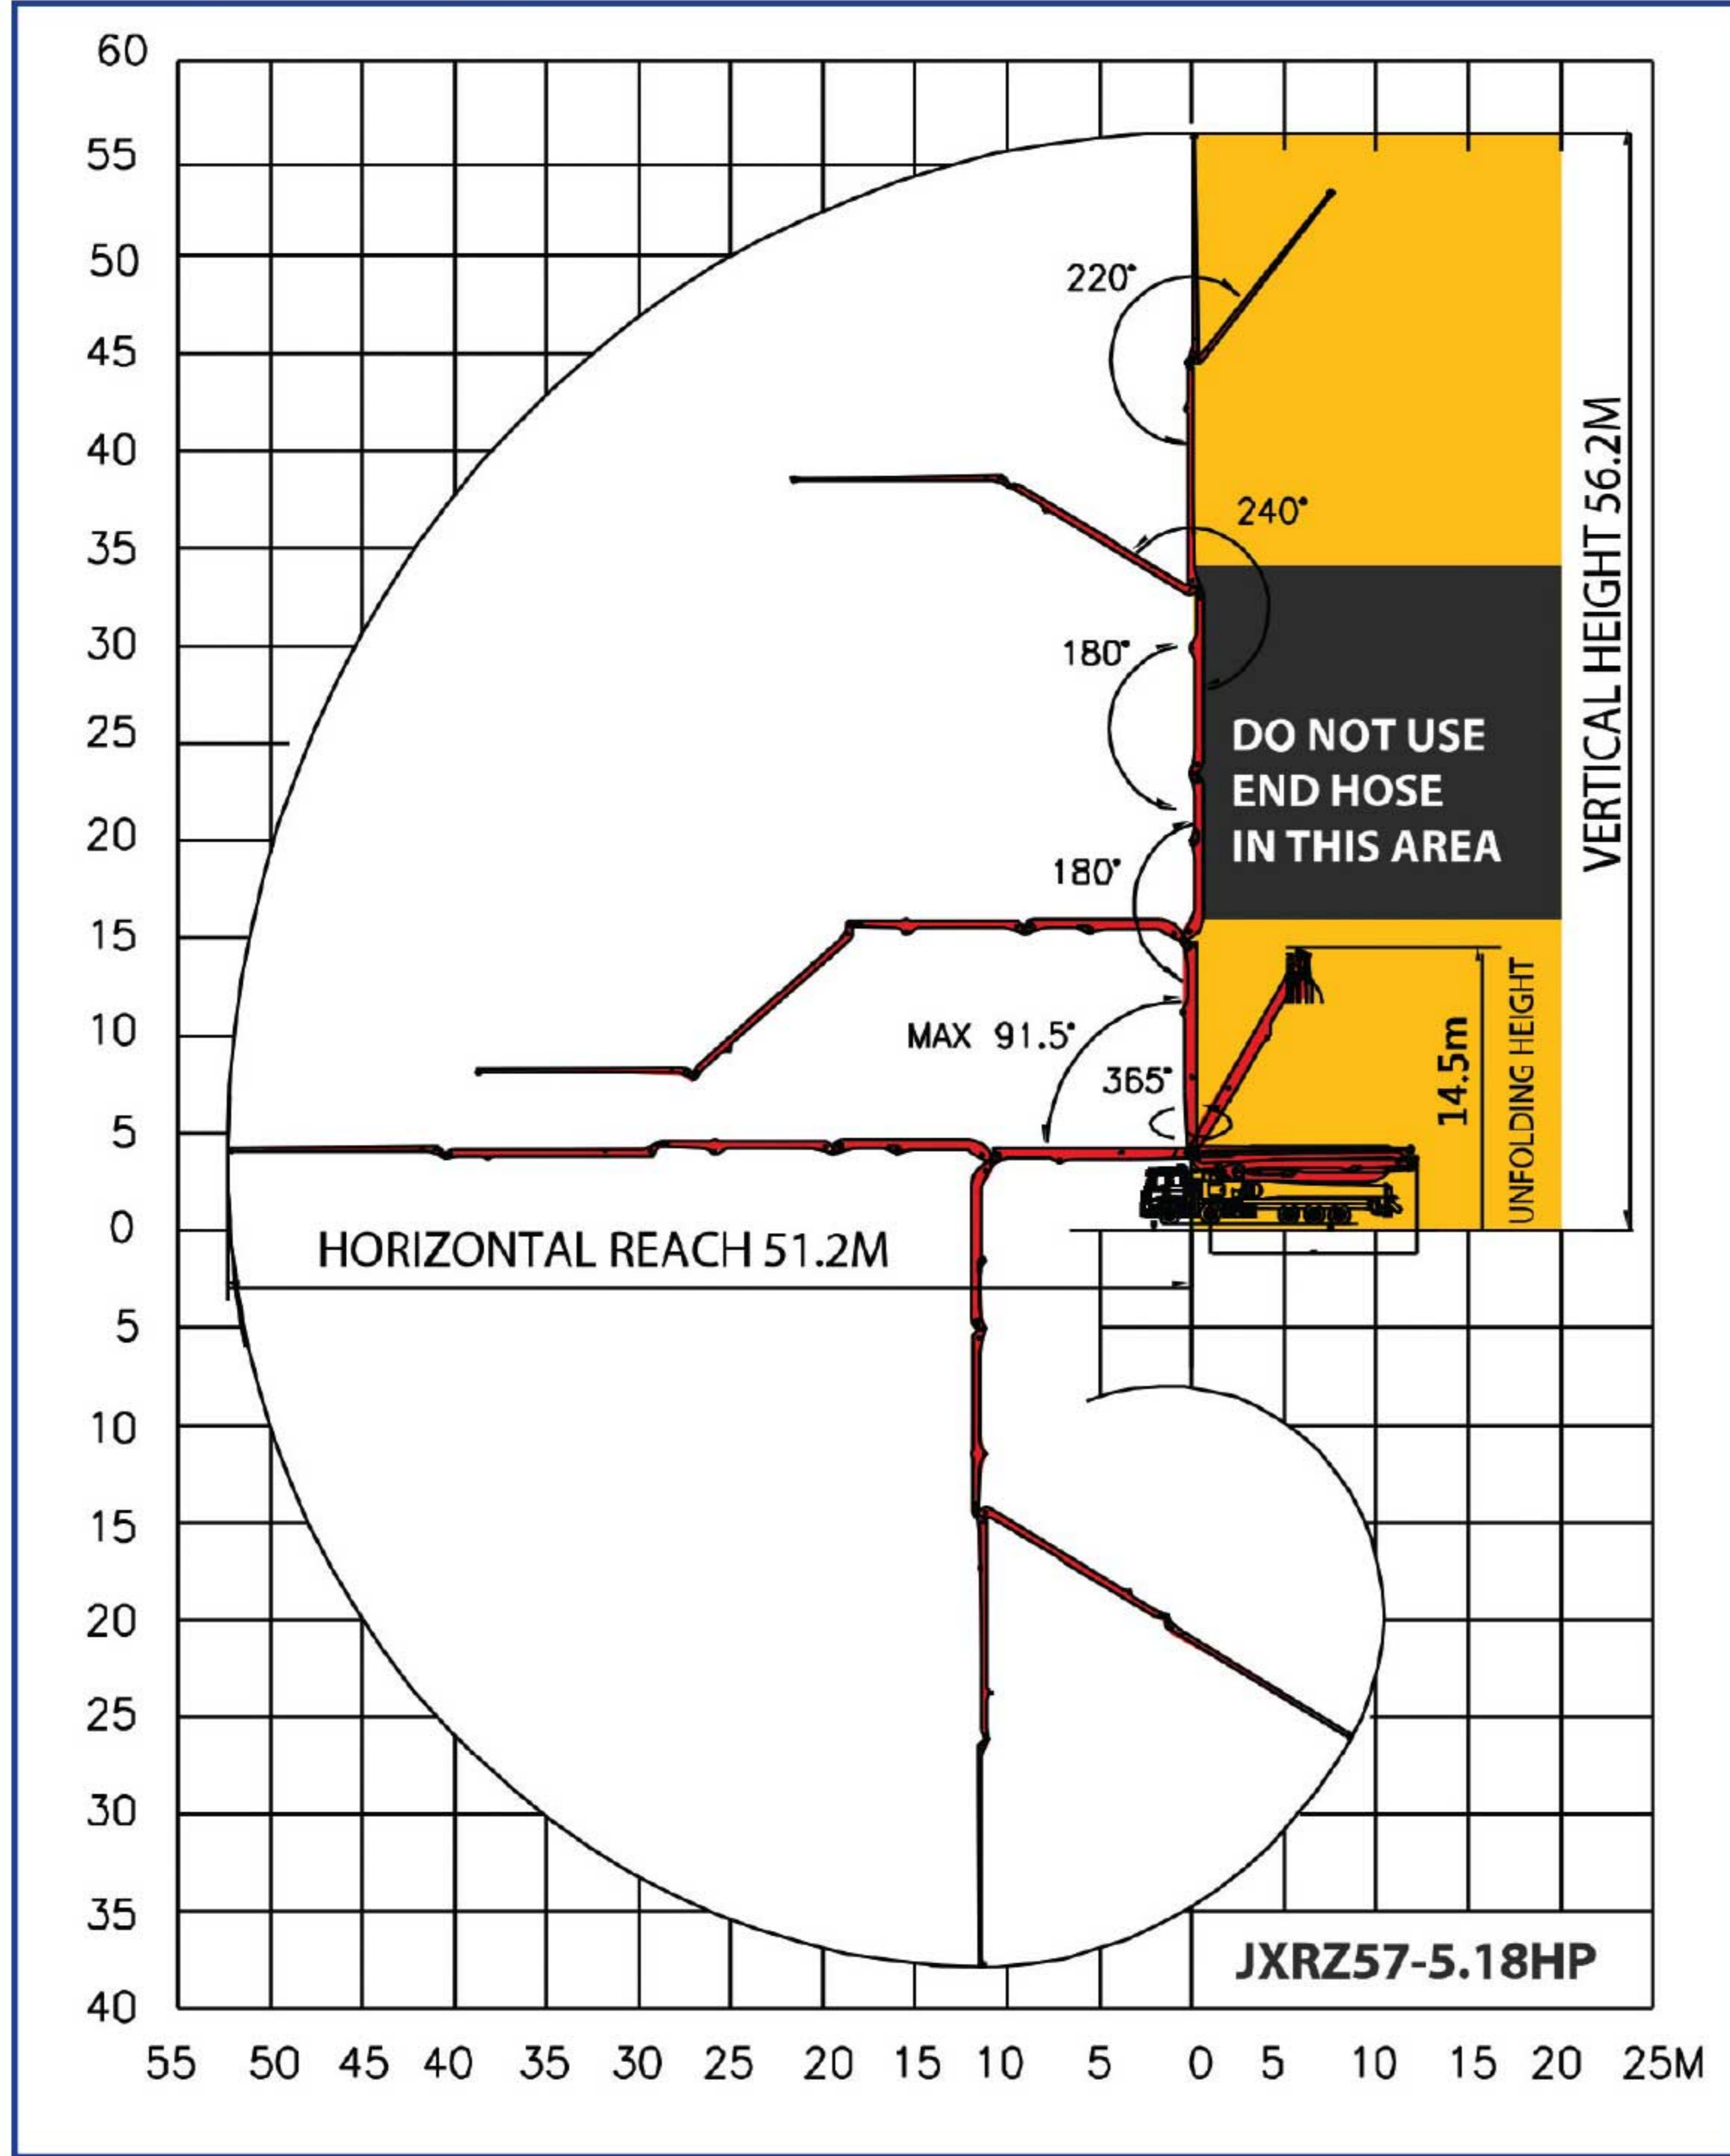 60
55
50
45
40
35
30
25
20
15
10
5
0
5
10
15
20
25
30
35
40
220°
240°
180°
180°
MAX 91.5°
365°
DO NOT USE
END HOSE
IN THIS AREA
VERTICAL HEIGHT 56.2M
14.5m
UNFOLDING HEIGHT
HORIZONTAL REACH 51.2M
JXRZ57-5.18HP
55 50 45 40 35 30 25 20 15 10 5 0 5 10 15 20 25M